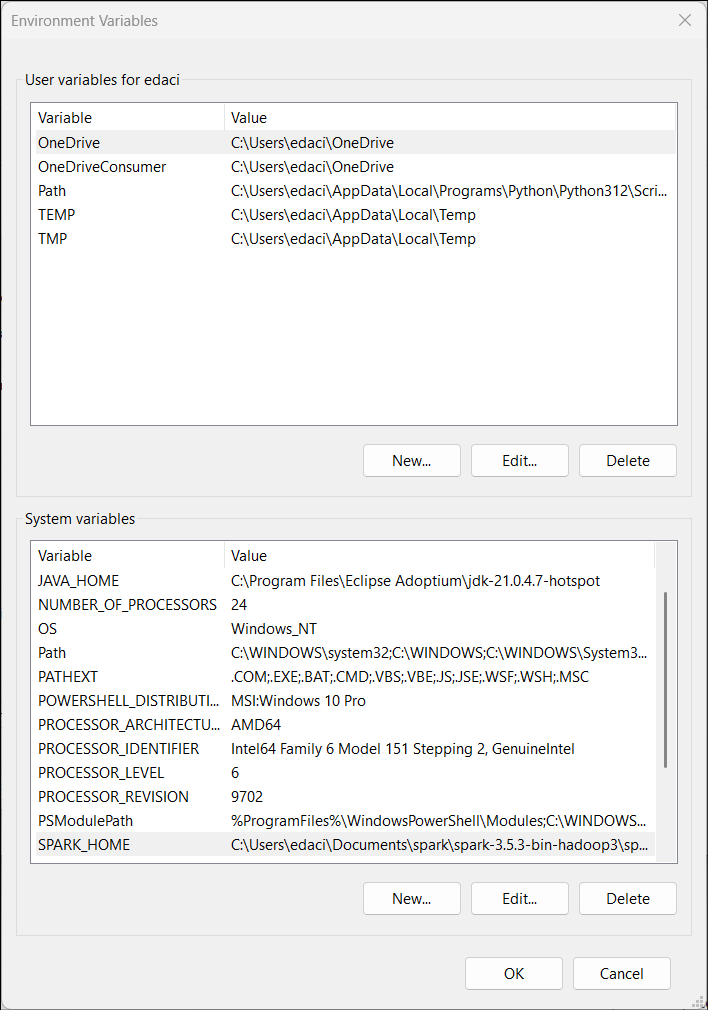 Environment Variables
User variables for edaci
Variable Value
OneDrive C:\Users\edaci\OneDrive
OneDriveConsumer C:\Users\edaci\OneDrive
Path C:\Users\edaci\AppData\Local\Programs\Python\Python312\Scri...
TEMP C:\Users\edaci\AppData\Local\Temp
TMP C:\Users\edaci\AppData\Local\Temp
New... Edit... Delete
System variables
Variable Value
JAVA_HOME C:\Program Files\Eclipse Adoptium\jdk-21.0.4.7-hotspot
NUMBER_OF_PROCESSORS 24
OS Windows_NT
Path C:\WINDOWS\system32;C:\WINDOWS;C:\WINDOWS\System3...
PATHEXT .COM;.EXE;.BAT;.CMD;.VBS;.VBE;.JS;.JSE;.WSF;.WSH;.MSC
POWERSHELL_DISTRIBUTI... MSI:Windows 10 Pro
PROCESSOR_ARCHITECTU... AMD64
PROCESSOR_IDENTIFIER Intel64 Family 6 Model 151 Stepping 2, GenuineIntel
PROCESSOR_LEVEL 6
PROCESSOR_REVISION 9702
PSModulePath %ProgramFiles%\WindowsPowerShell\Modules;C:\WINDOWS...
SPARK_HOME C:\Users\edaci\Documents\spark\spark-3.5.3-bin-hadoop3\sp...
New... Edit... Delete
OK Cancel